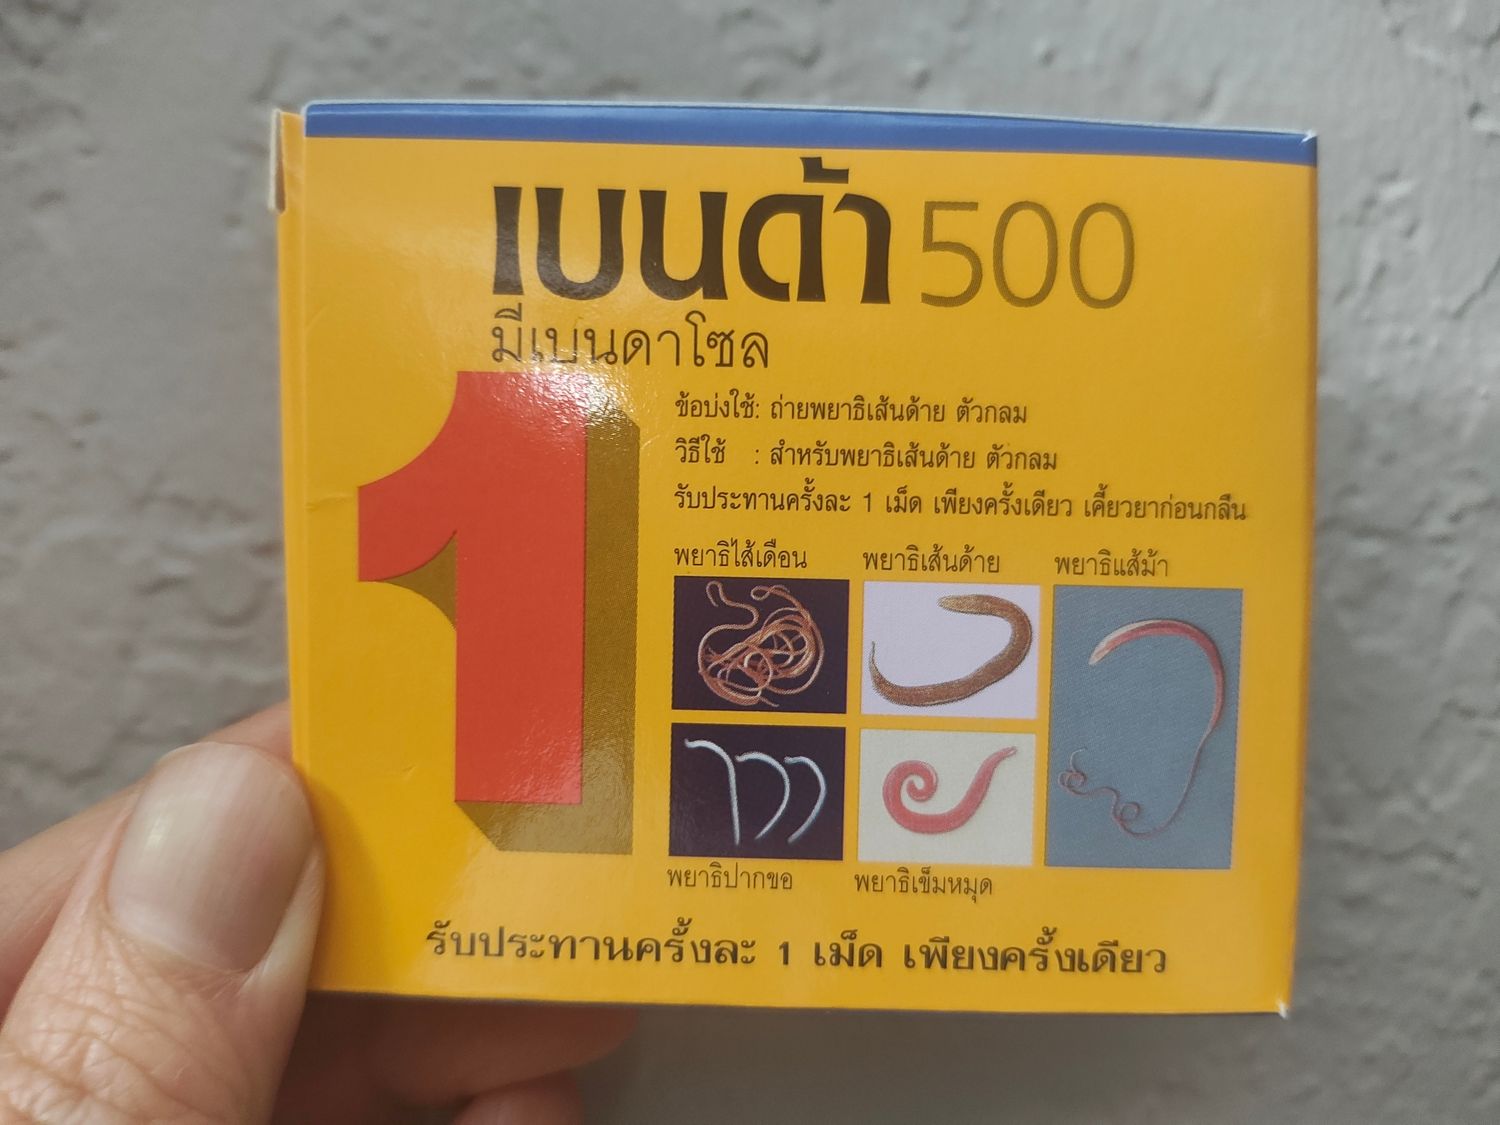 เบนด้า 500
มีเบนดาโซล
1
ข้อบ่งใช้: ถ่ายพยาธิเส้นด้าย ตัวกลม
วิธีใช้ : สำหรับพยาธิเส้นด้าย ตัวกลม
รับประทานครั้งละ 1 เม็ด เพียงครั้งเดียว เคี้ยวยาก่อนกลืน
พยาธิไส้เดือน พยาธิเส้นด้าย พยาธิแส้ม้า
พยาธิปากขอ พยาธิเข็มหมุด
รับประทานครั้งละ 1 เม็ด เพียงครั้งเดียว